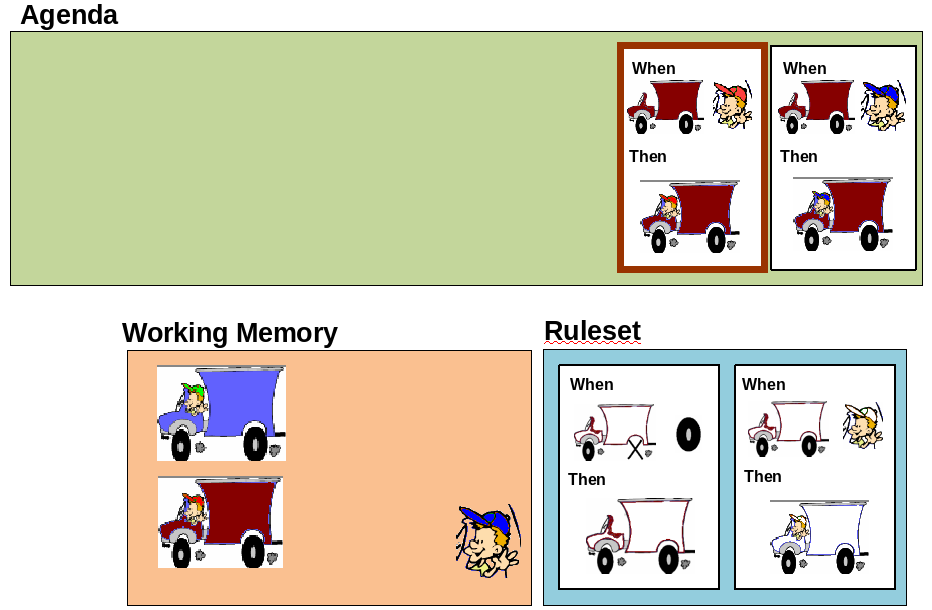 Agenda
When
Then
When
Then
Working Memory
Ruleset
When
Then
When
Then